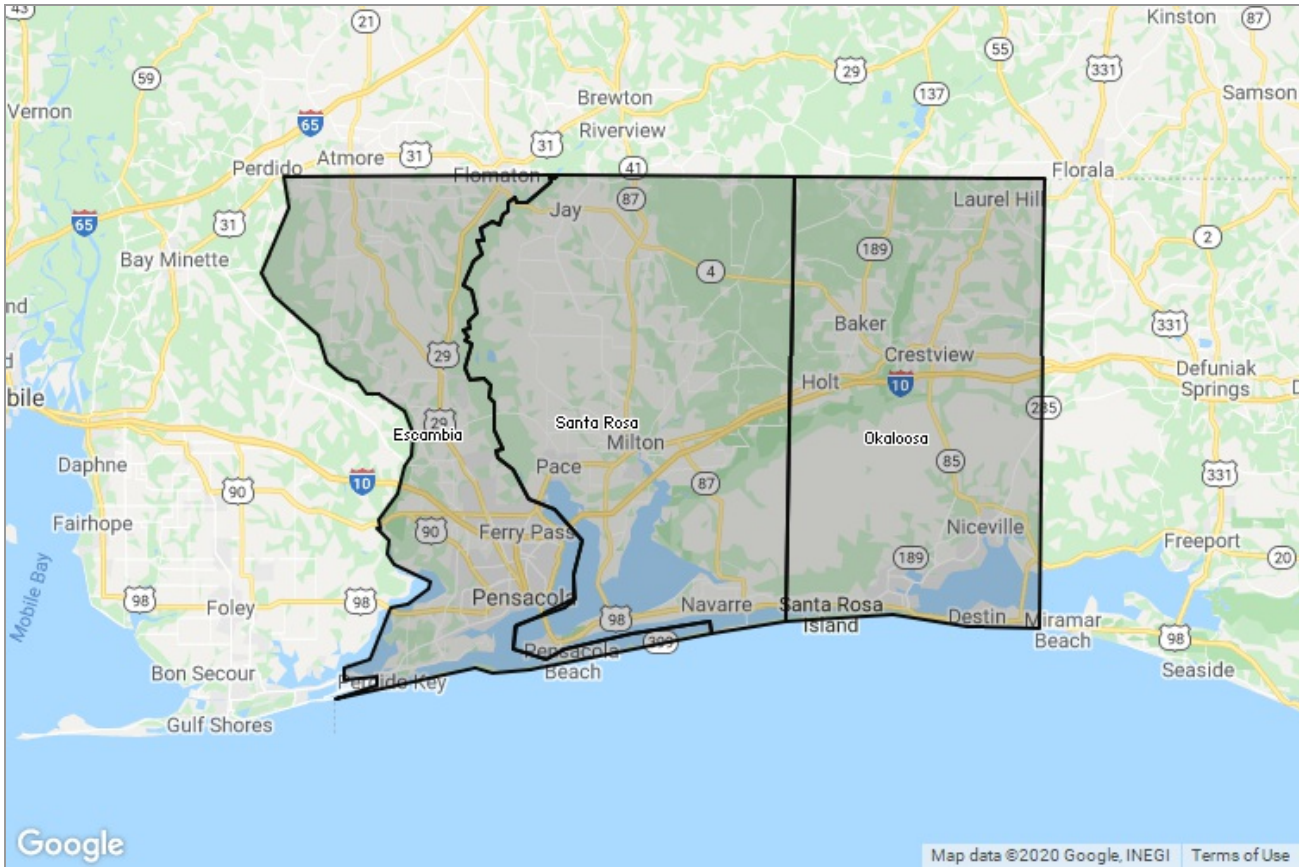 43
21
Kinston
87
59
55
29
331
Brewton
137
Samson
Vernon
65
Riverview
31
Perdido
Atmore
31
41
Florala
Flomaton
87
Laurel Hill
Jay
65
31
2
189
Bay Minette
4
nd
331
Baker
29
Crestview
Defuniak
Springs
Holt
10
bile
285
29
Santa Rosa
Escambia
Milton
Okaloosa
Daphne
Pace
85
10
87
331
90
Fairhope
Niceville
90
Ferry Pass
Freeport
189
20
Mobile Bay
98
Foley
98
Pensacola
Navarre
Santa Rosa
Island
98
Destin
Miramar
Beach
98
399
Pensacola
Beach
Seaside
Bon Secour
Perdido Key
Gulf Shores
Google
Map data ©2020 Google, INEGI
Terms of Use